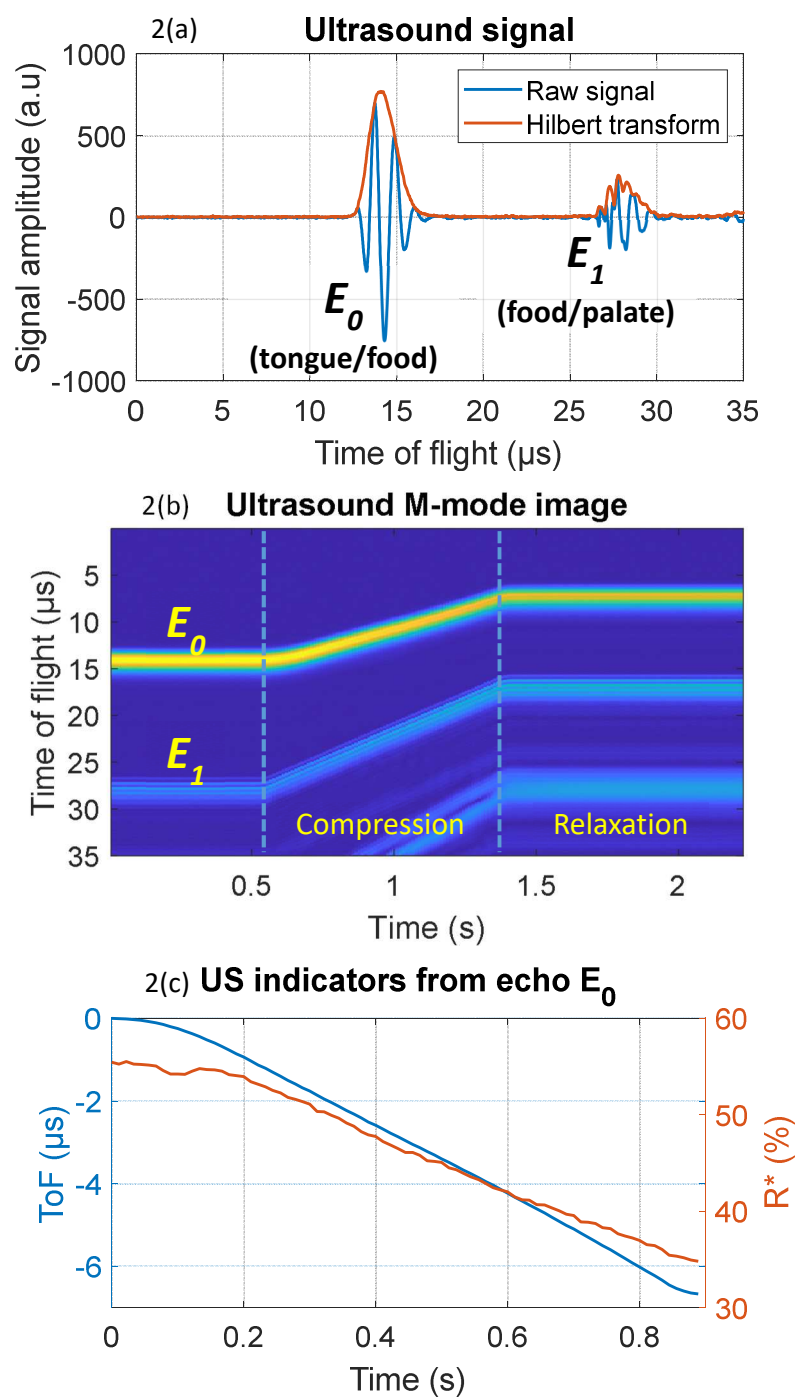 2(a) Ultrasound signal
Signal amplitude (a.u)
1000
500
0
-500
-1000
Raw signal
Hilbert transform
E0
(tongue/food)
E1
(food/palate)
0 5 10 15 20 25 30 35
Time of flight (µs)
2(b) Ultrasound M-mode image
Time of flight (µs)
5
10
15
20
25
30
35
E0
E1
Compression Relaxation
0.5 1 1.5 2
Time (s)
2(c) US indicators from echo E0
ToF (µs)
0
-2
-4
-6
60
50
40
30
R* (%)
0 0.2 0.4 0.6 0.8
Time (s)